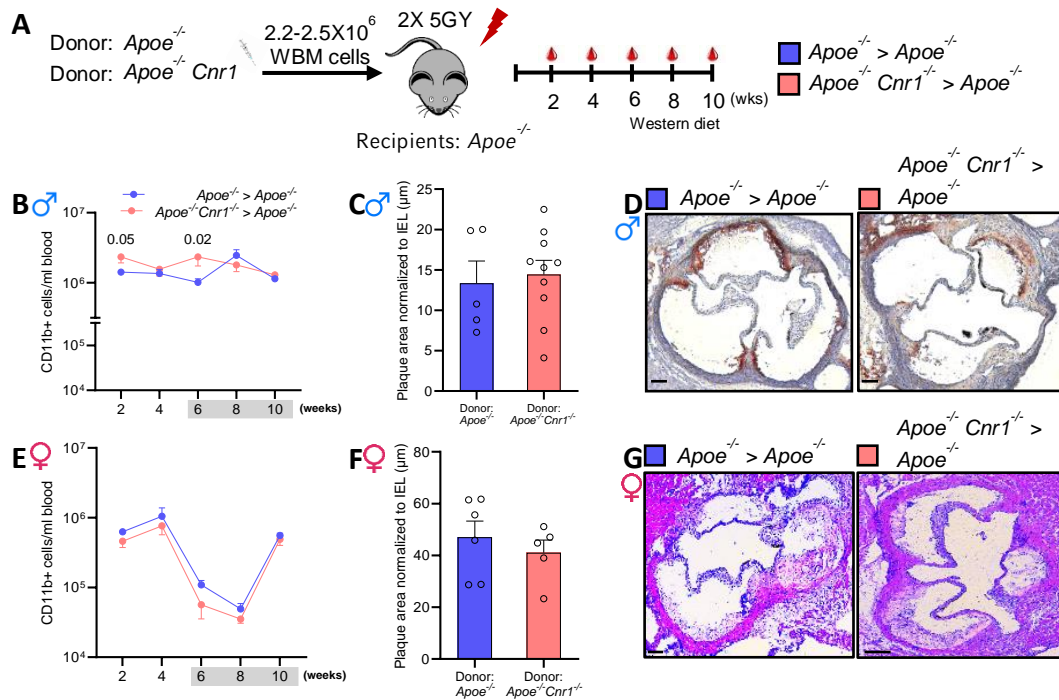 A
Donor: Apoe-/-
Donor: Apoe-/- Cnr1
2.2-2.5X10^6
WBM cells
2X 5GY
Recipients: Apoe-/-
2 4 6 8 10 (wks)
Western diet
Apoe-/- > Apoe-/-
Apoe-/- Cnr1-/- > Apoe-/-
B ♂
Apoe-/- > Apoe-/-
Apoe-/-Cnr1-/- > Apoe-/-
CD11b+ cells/ml blood
10^7
10^6
10^5
10^4
0.05 0.02
2 4 6 8 10 (weeks)
C ♂
Plaque area normalized to IEL (µm)
25
20
15
10
5
0
Donor: Donor:
Apoe-/- Apoe-/-Cnr1-/-
D ♂
Apoe-/- > Apoe-/-
Apoe-/- Cnr1-/- >
Apoe-/-
E ♀
CD11b+ cells/ml blood
10^7
10^6
10^5
10^4
2 4 6 8 10 (weeks)
F ♀
Plaque area normalized to IEL (µm)
80
60
40
20
0
Donor: Donor:
Apoe-/- Apoe-/-Cnr1-/-
G ♀
Apoe-/- > Apoe-/-
Apoe-/- Cnr1-/- >
Apoe-/-